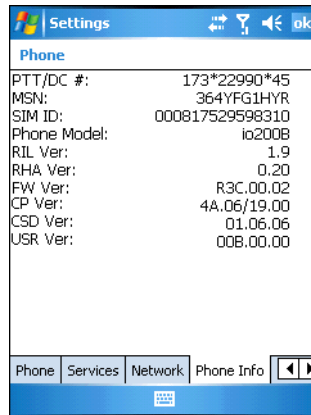 Settings
ok
Phone
PTT/DC #: 173*22990*45
MSN: 364YFG1HYR
SIM ID: 000817529598310
Phone Model: io200B
RIL Ver: 1.9
RHA Ver: 0.20
FW Ver: R3C.00.02
CP Ver: 4A.06/19.00
CSD Ver: 01.06.06
USR Ver: 00B.00.00
Phone Services Network Phone Info